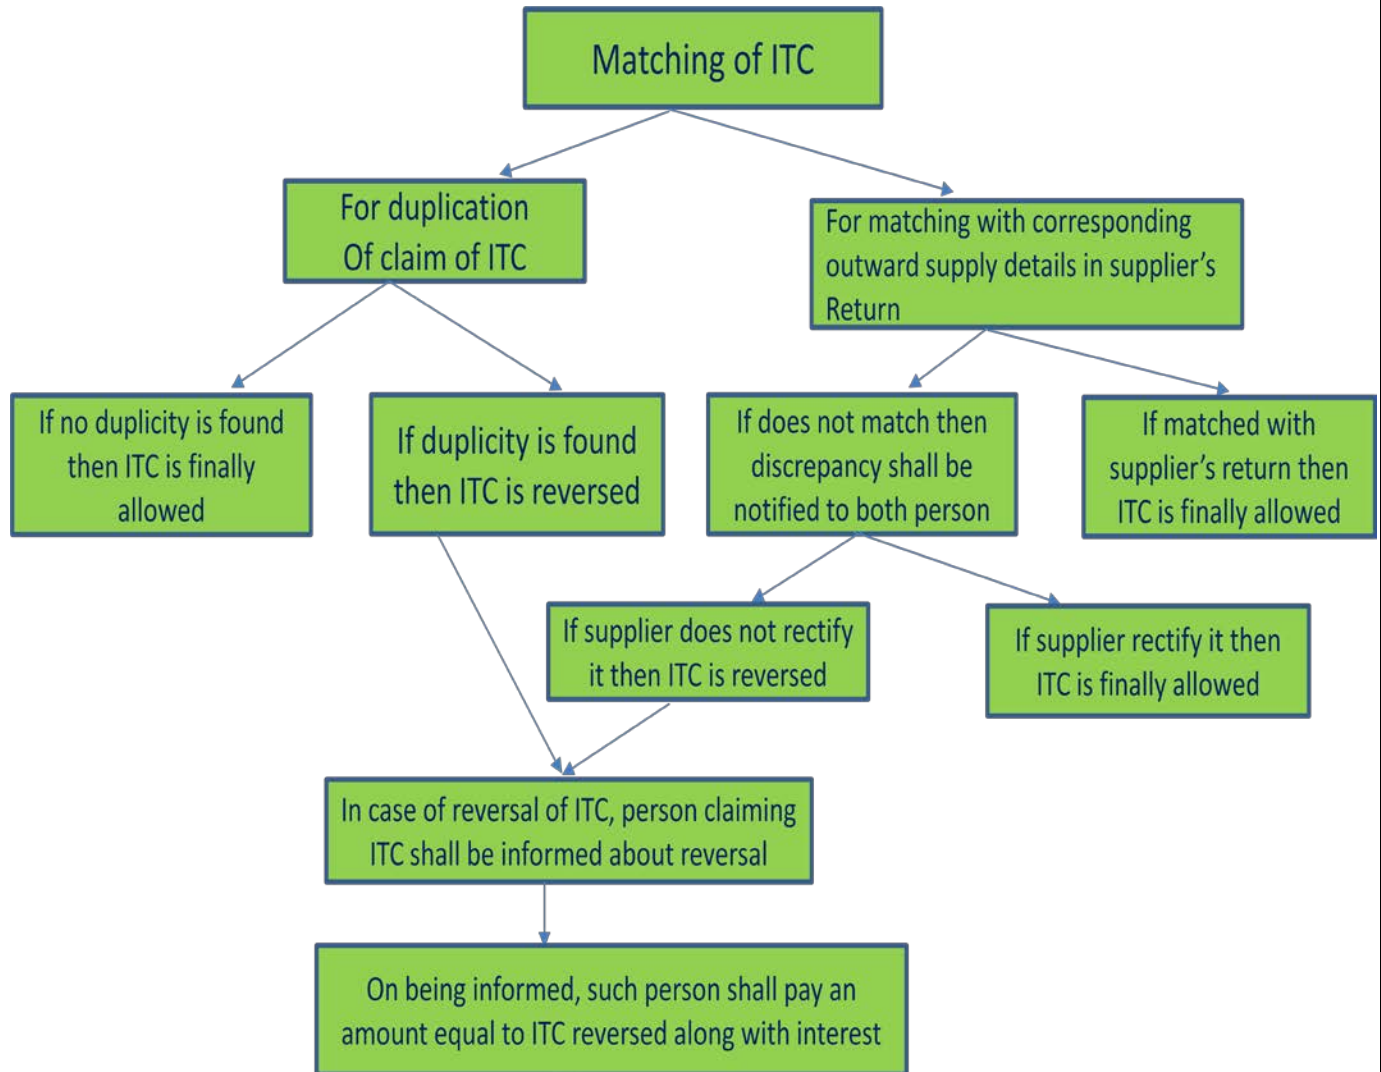 Matching of ITC
For duplication
Of claim of ITC
For matching with corresponding
outward supply details in supplier’s
Return
If no duplicity is found
then ITC is finally
allowed
If duplicity is found
then ITC is reversed
If does not match then
discrepancy shall be
notified to both person
If matched with
supplier’s return then
ITC is finally allowed
If supplier does not rectify
it then ITC is reversed
If supplier rectify it then
ITC is finally allowed
In case of reversal of ITC, person claiming
ITC shall be informed about reversal
On being informed, such person shall pay an
amount equal to ITC reversed along with interest